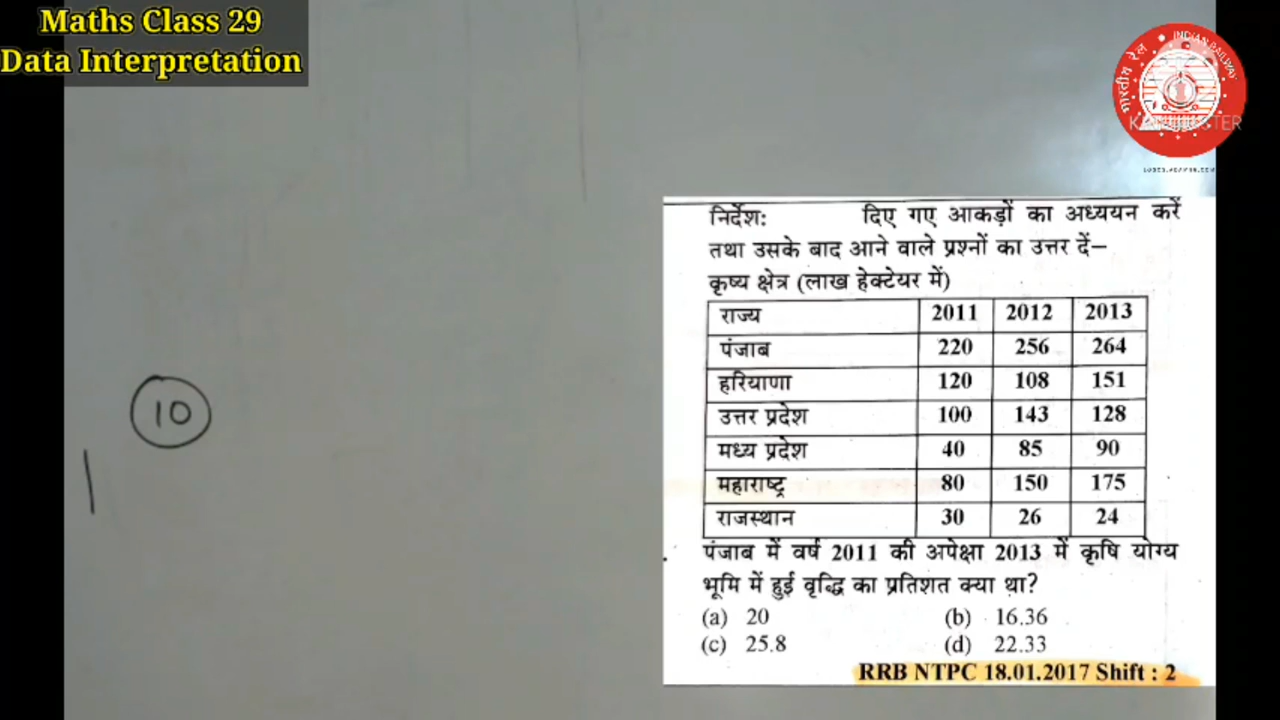 Maths Class 29
Data Interpretation
भारतीय रेल INDIAN RAILWAY
निर्देश: दिए गए आकड़ों का अध्ययन करें
तथा उसके बाद आने वाले प्रश्नों का उत्तर दें–
कृष्य क्षेत्र (लाख हेक्टेयर में)
राज्य 2011 2012 2013
पंजाब 220 256 264
हरियाणा 120 108 151
उत्तर प्रदेश 100 143 128
मध्य प्रदेश 40 85 90
महाराष्ट्र 80 150 175
राजस्थान 30 26 24
पंजाब में वर्ष 2011 की अपेक्षा 2013 में कृषि योग्य
भूमि में हुई वृद्धि का प्रतिशत क्या था?
(a) 20 (b) 16.36
(c) 25.8 (d) 22.33
RRB NTPC 18.01.2017 Shift : 2
10